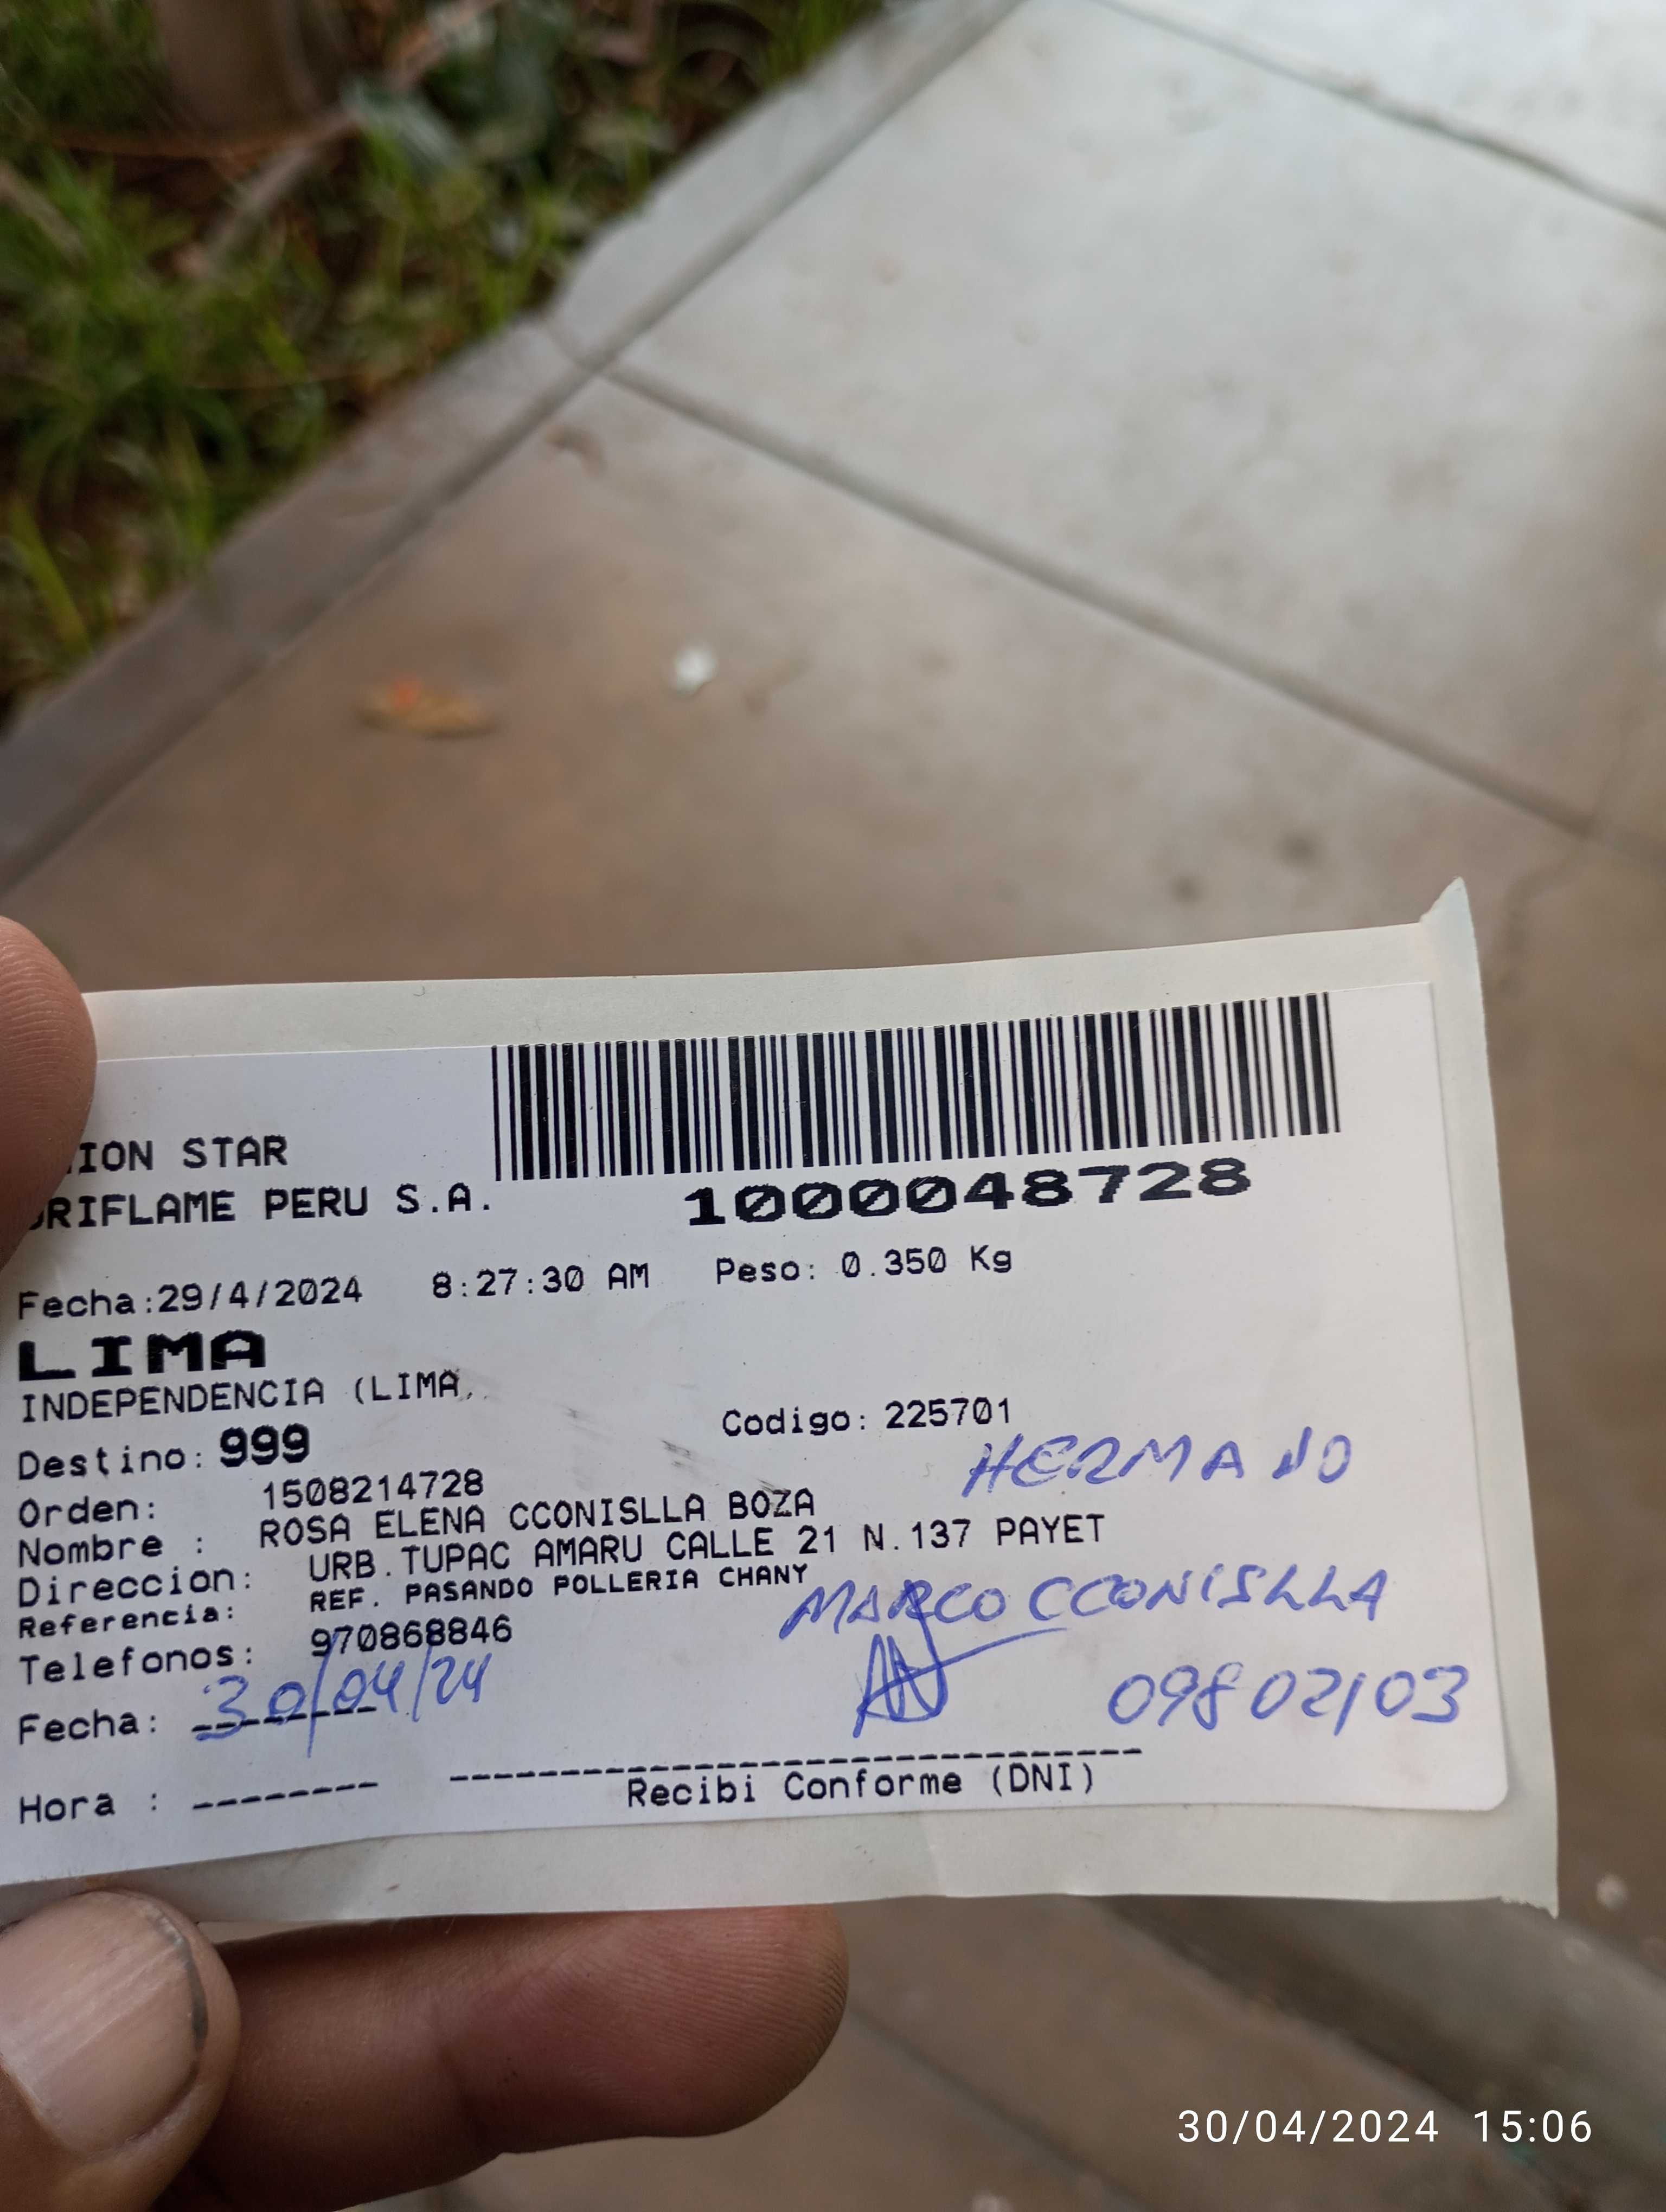 ION STAR
RIFLAME PERU S.A.
1000048728
Fecha:29/4/2024 8:27:30 AM Peso: 0.350 Kg
LIMA
INDEPENDENCIA (LIMA,
Destino: 999 Codigo: 225701
HERMANO
Orden: 1508214728
Nombre : ROSA ELENA CCONISLLA BOZA
Direccion: URB.TUPAC AMARU CALLE 21 N.137 PAYET
Referencia: REF. PASANDO POLLERIA CHANY
MARCO CCONISLLA
Telefonos: 970868846
Fecha: 30/04/24
09802103
Hora :
Recibi Conforme (DNI)
30/04/2024 15:06